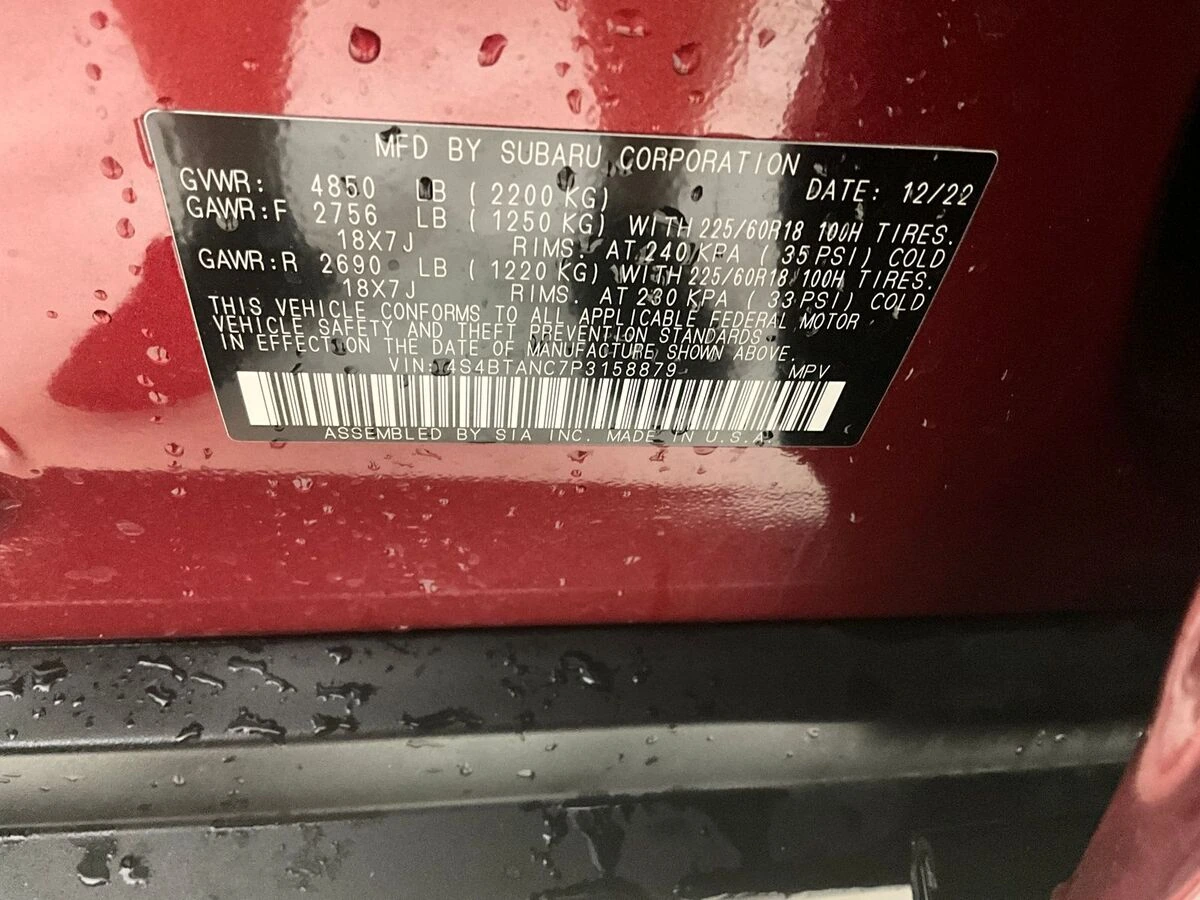 MFD BY SUBARU CORPORATION
GVWR: 4850 LB ( 2200 KG) DATE: 12/22
GAWR:F 2756 LB ( 1250 KG) WITH 225/60R18 100H TIRES.
18X7J RIMS. AT 240 KPA ( 35 PSI) COLD
GAWR:R 2690 LB ( 1220 KG) WITH 225/60R18 100H TIRES.
18X7J RIMS. AT 230 KPA ( 33 PSI) COLD
THIS VEHICLE CONFORMS TO ALL APPLICABLE FEDERAL MOTOR
VEHICLE SAFETY AND THEFT PREVENTION STANDARDS
IN EFFECT ON THE DATE OF MANUFACTURE SHOWN ABOVE.
VIN: 4S4BTANC7P3158879 MPV
ASSEMBLED BY SIA INC. MADE IN U.S.A.